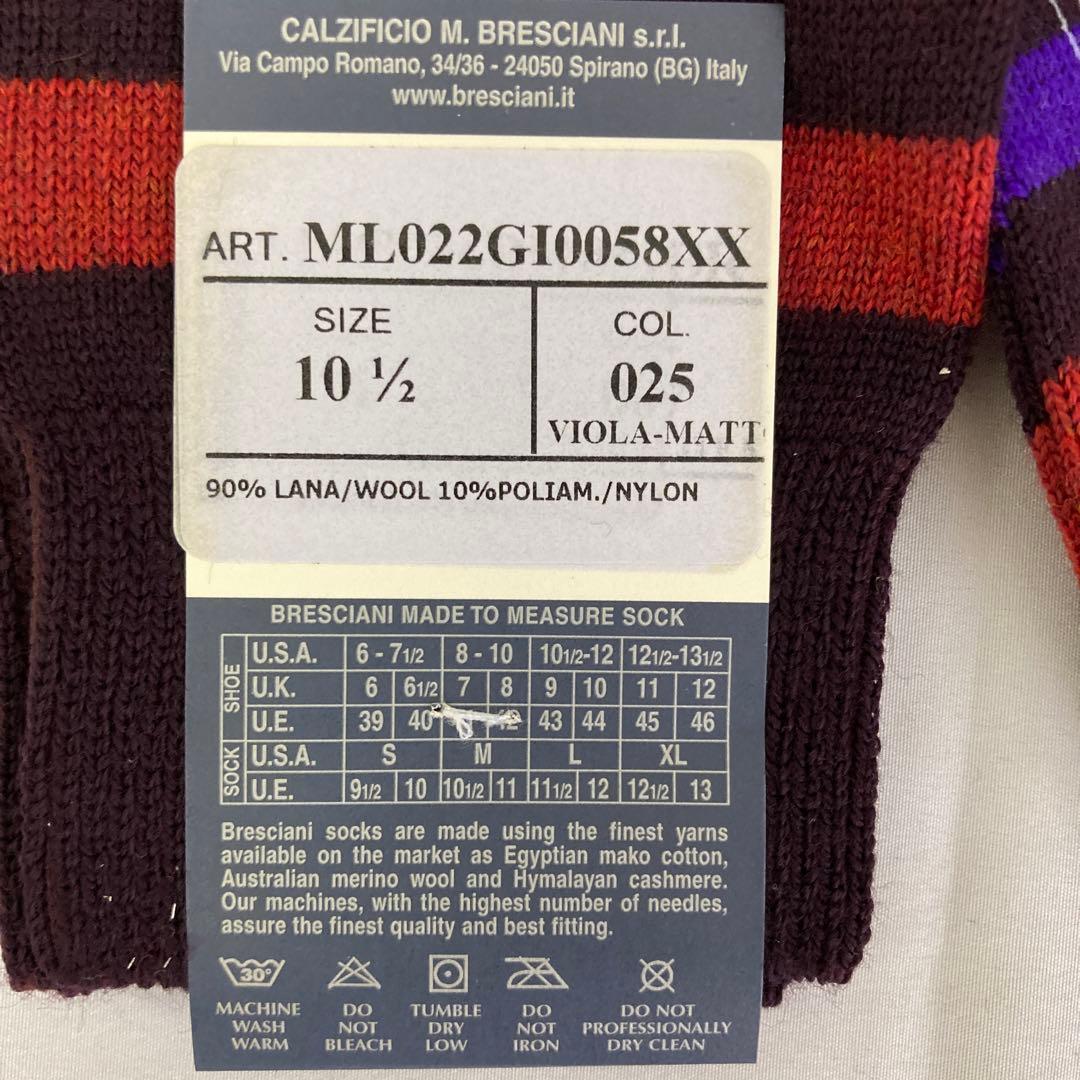 CALZIFICIO M. BRESCIANI s.r.l.
Via Campo Romano, 34/36 - 24050 Spirano (BG) Italy
www.bresciani.it
ART. ML022GI0058XX
SIZE COL.
10 ½ 025
VIOLA-MATT
90% LANA/WOOL 10%POLIAM./NYLON
BRESCIANI MADE TO MEASURE SOCK
SHOE
U.S.A. 6 - 71/2 8 - 10 101/2-12 121/2-131/2
U.K. 6 61/2 7 8 9 10 11 12
U.E. 39 40 43 44 45 46
SOCK
U.S.A. S M L XL
U.E. 91/2 10 101/2 11 111/2 12 121/2 13
Bresciani socks are made using the finest yarns
available on the market as Egyptian mako cotton,
Australian merino wool and Hymalayan cashmere.
Our machines, with the highest number of needles,
assure the finest quality and best fitting.
30°
MACHINE WASH WARM
DO NOT BLEACH
TUMBLE DRY LOW
DO NOT IRON
DO NOT PROFESSIONALLY DRY CLEAN